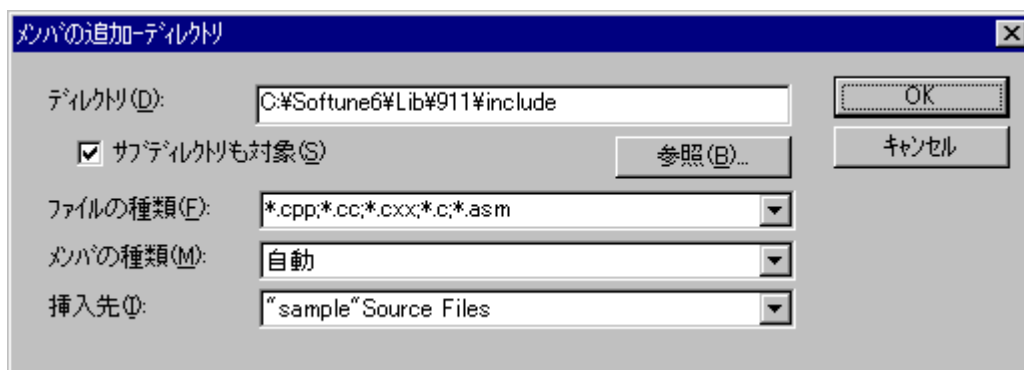 メンバの追加-ディレクトリ
ディレクトリ(D): C:¥Softune6¥Lib¥911¥include OK
サブディレクトリも対象(S) 参照(B)... キャンセル
ファイルの種類(F): *.cpp;*.cc;*.cxx;*.c;*.asm
メンバの種類(M): 自動
挿入先(I): "sample"Source Files